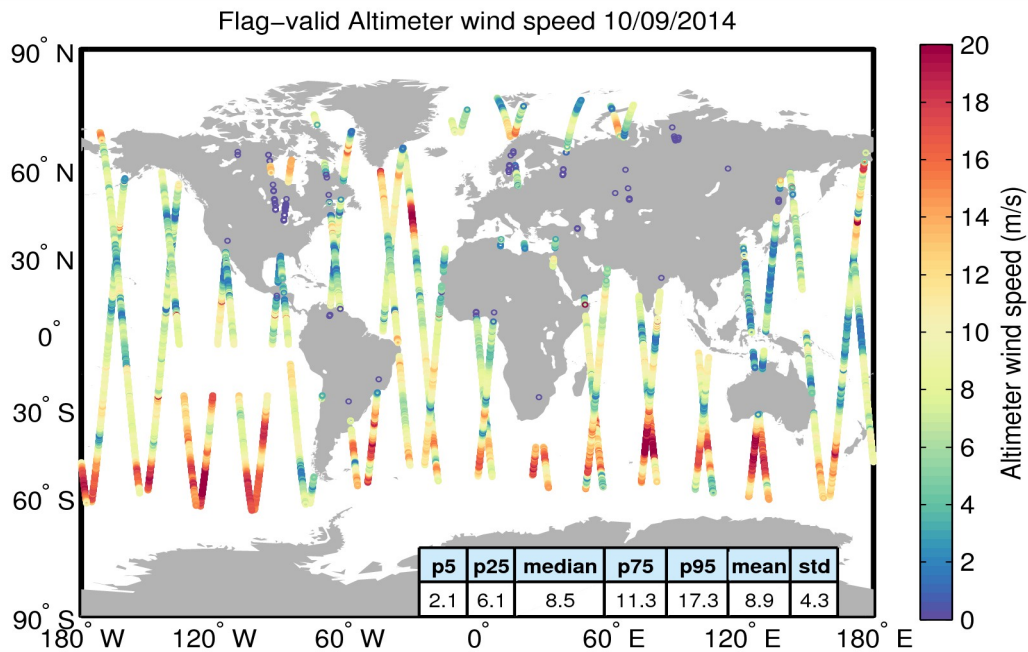 Flag-valid Altimeter wind speed 10/09/2014
90° N
60° N
30° N
0°
30° S
60° S
90° S
180° W
120° W
60° W
0°
60° E
120° E
180° E
p5 p25 median p75 p95 mean std
2.1 6.1 8.5 11.3 17.3 8.9 4.3
20
18
16
14
12
10
8
6
4
2
0
Altimeter wind speed (m/s)